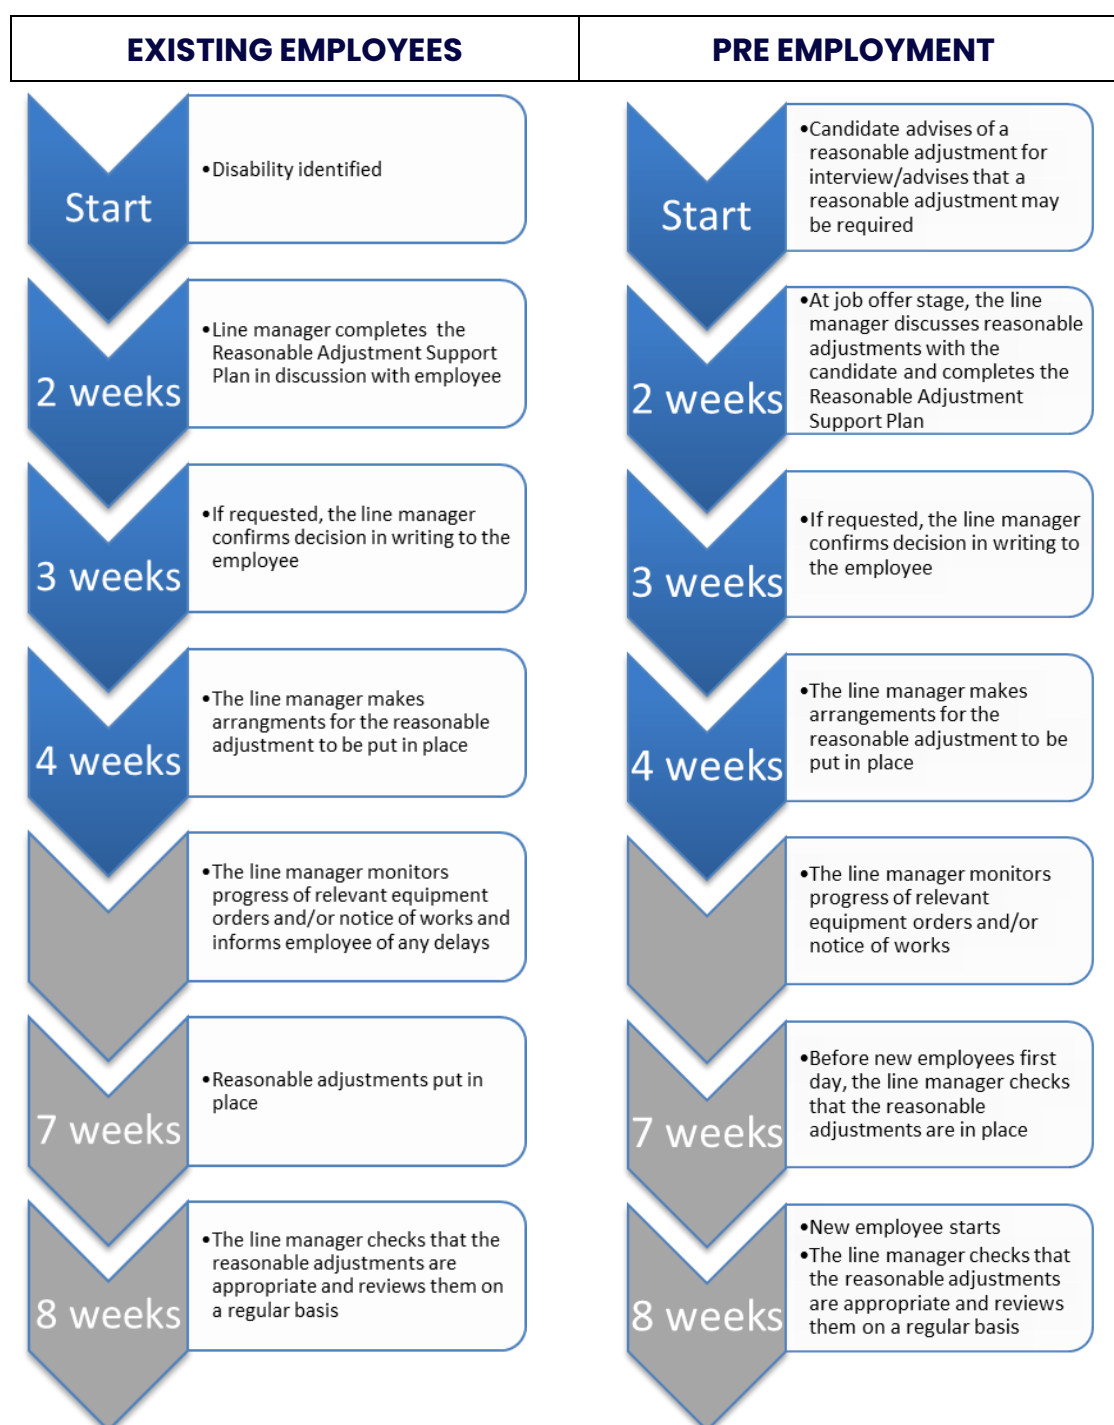 EXISTING EMPLOYEES
PRE EMPLOYMENT
Start
•Disability identified
2 weeks
•Line manager completes the
Reasonable Adjustment Support
Plan in discussion with employee
3 weeks
•If requested, the line manager
confirms decision in writing to the
employee
4 weeks
•The line manager makes
arrangments for the reasonable
adjustment to be put in place
•The line manager monitors
progress of relevant equipment
orders and/or notice of works and
informs employee of any delays
7 weeks
•Reasonable adjustments put in
place
8 weeks
•The line manager checks that the
reasonable adjustments are
appropriate and reviews them on
a regular basis
Start
•Candidate advises of a
reasonable adjustment for
interview/advises that a
reasonable adjustment may
be required
2 weeks
•At job offer stage, the line
manager discusses reasonable
adjustments with the
candidate and completes the
Reasonable Adjustment
Support Plan
3 weeks
•If requested, the line manager
confirms decision in writing to
the employee
4 weeks
•The line manager makes
arrangements for the
reasonable adjustment to be
put in place
•The line manager monitors
progress of relevant
equipment orders and/or
notice of works
7 weeks
•Before new employees first
day, the line manager checks
that the reasonable
adjustments are in place
8 weeks
•New employee starts
•The line manager checks that
the reasonable adjustments
are appropriate and reviews
them on a regular basis